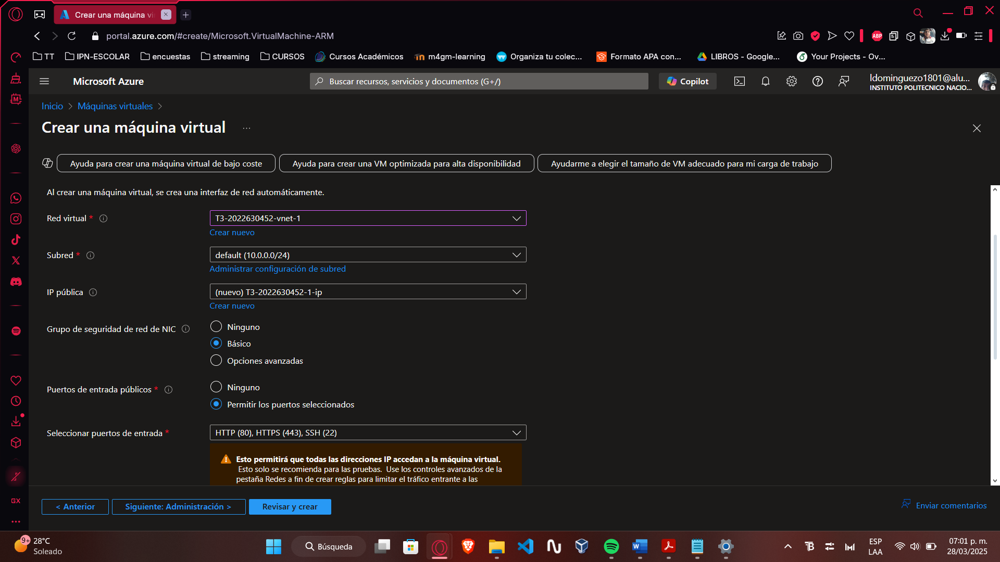 Crear una máquina vi
portal.azure.com/#create/Microsoft.VirtualMachine-ARM
ABP
TT
IPN-ESCOLAR
encuestas
streaming
CURSOS
Cursos Académicos
m4gm-learning
Organiza tu colec...
Formato APA con...
LIBROS - Google...
Your Projects - Ov...
Microsoft Azure
Buscar recursos, servicios y documentos (G+/)
Copilot
ldominguezo1801@alu...
INSTITUTO POLITECNICO NACIO...
Inicio > Máquinas virtuales >
Crear una máquina virtual ...
Ayuda para crear una máquina virtual de bajo coste
Ayuda para crear una VM optimizada para alta disponibilidad
Ayudarme a elegir el tamaño de VM adecuado para mi carga de trabajo
Al crear una máquina virtual, se crea una interfaz de red automáticamente.
Red virtual *
T3-2022630452-vnet-1
Crear nuevo
Subred *
default (10.0.0.0/24)
Administrar configuración de subred
IP pública
(nuevo) T3-2022630452-1-ip
Crear nuevo
Grupo de seguridad de red de NIC
Ninguno
Básico
Opciones avanzadas
Puertos de entrada públicos *
Ninguno
Permitir los puertos seleccionados
Seleccionar puertos de entrada *
HTTP (80), HTTPS (443), SSH (22)
Esto permitirá que todas las direcciones IP accedan a la máquina virtual.
Esto solo se recomienda para las pruebas. Use los controles avanzados de la
pestaña Redes a fin de crear reglas para limitar el tráfico entrante a las
< Anterior
Siguiente: Administración >
Revisar y crear
Enviar comentarios
GX
9+
28°C
Soleado
Búsqueda
ESP
LAA
07:01 p. m.
28/03/2025